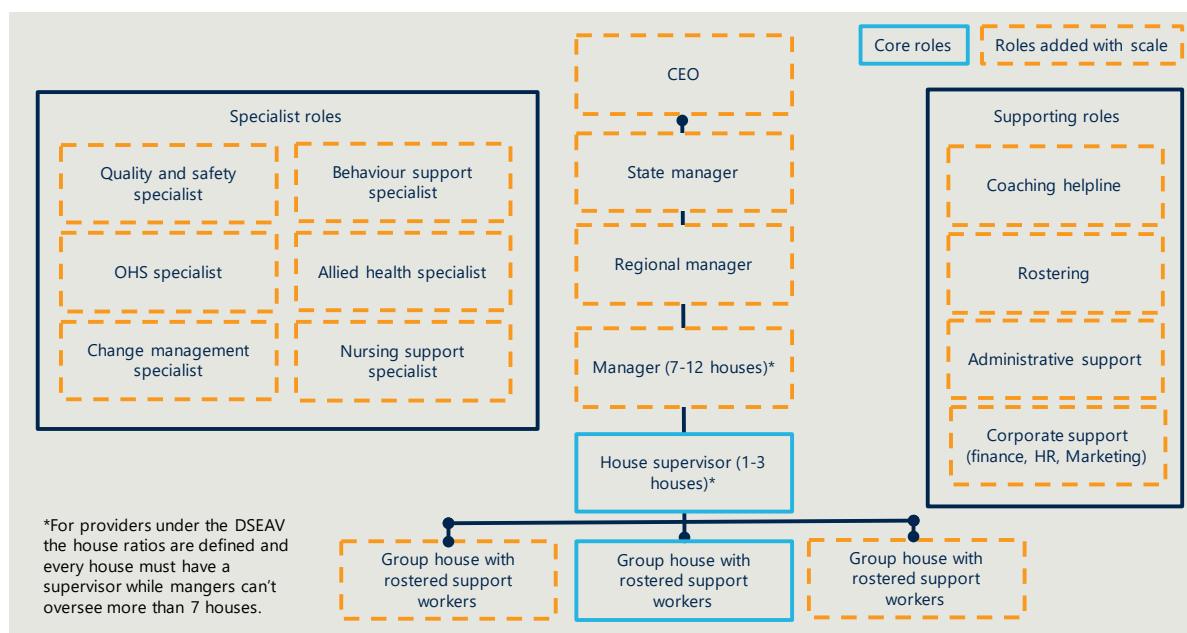 Core roles
Roles added with scale
CEO
Specialist roles
Supporting roles
Quality and safety
specialist
Behaviour support
specialist
State manager
Coaching helpline
OHS specialist
Allied health specialist
Regional manager
Rostering
Change management
specialist
Nursing support
specialist
Manager (7-12 houses)*
Administrative support
House supervisor (1-3
houses)*
Corporate support
(finance, HR, Marketing)
*For providers under the DSEAV
the house ratios are defined and
every house must have a
supervisor while mangers can't
oversee more than 7 houses.
Group house with
rostered support
workers
Group house with
rostered support
workers
Group house with
rostered support
workers